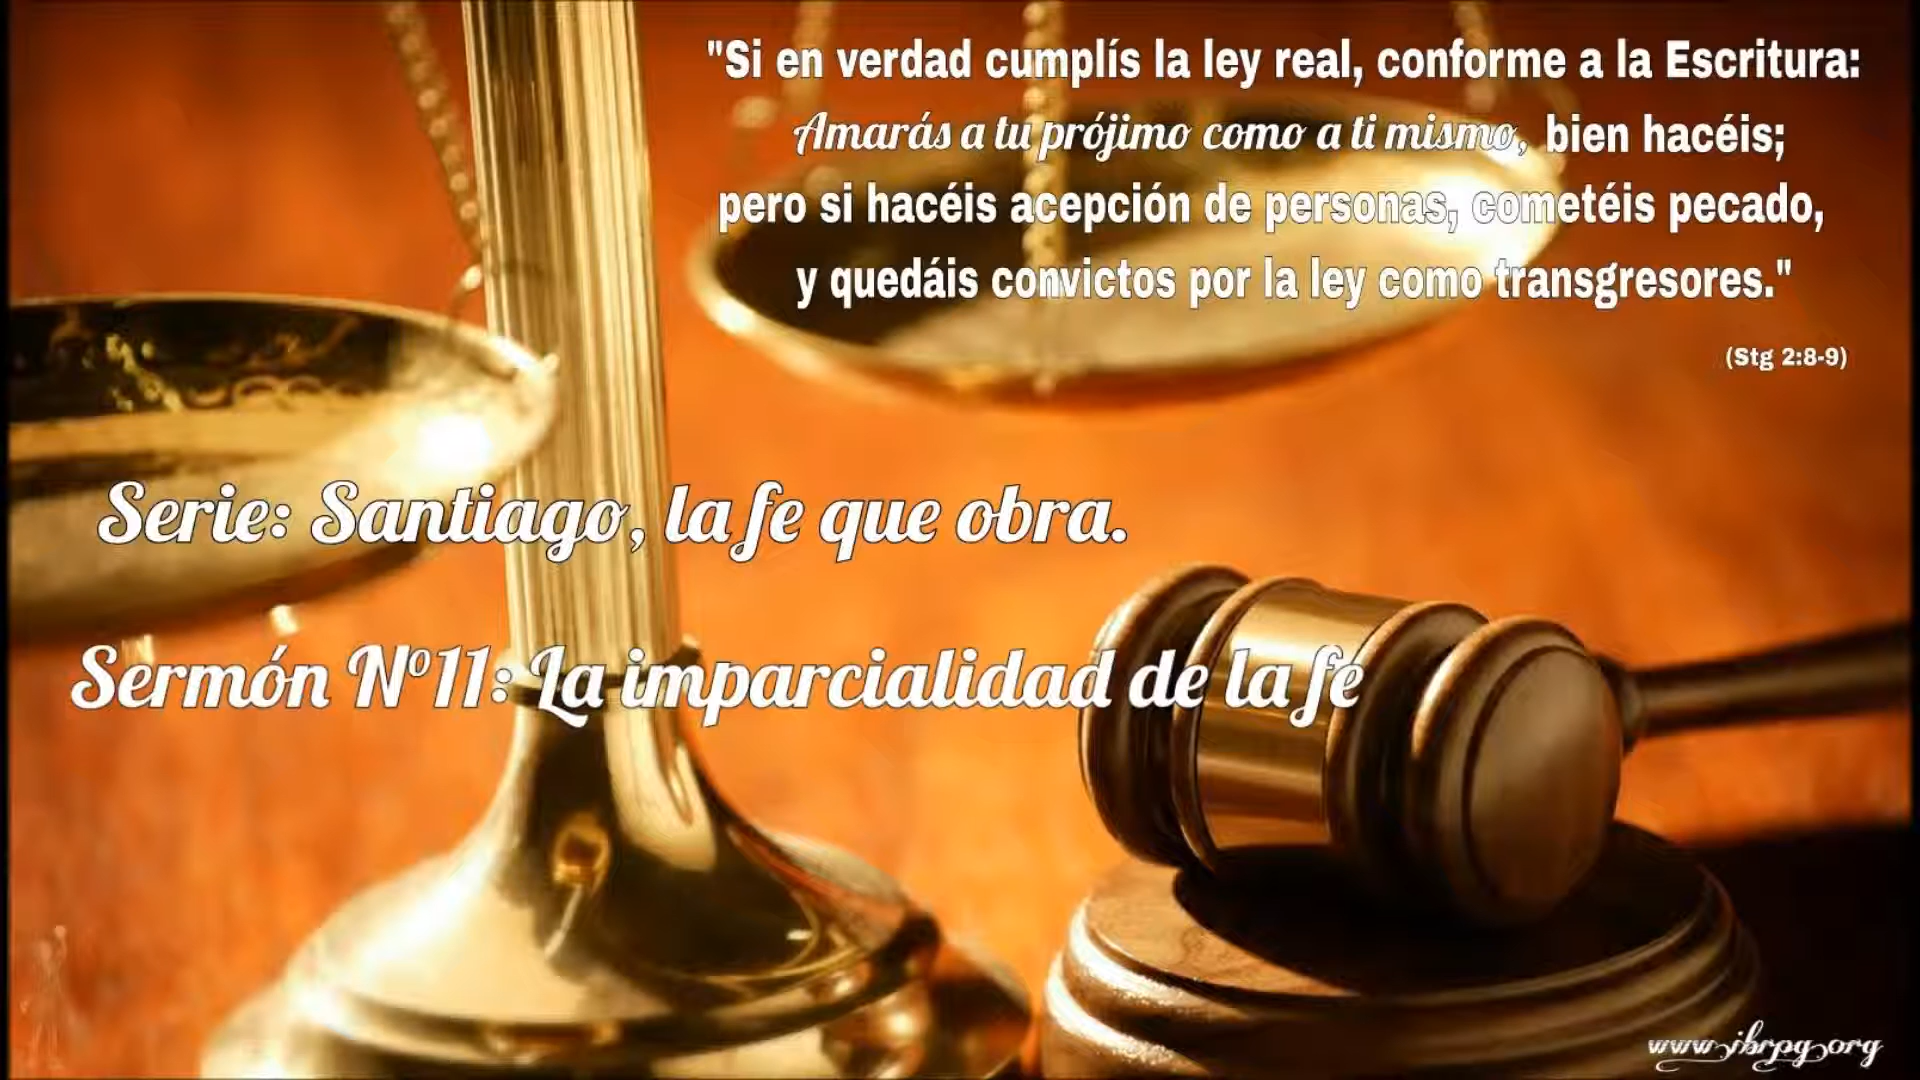 "Si en verdad cumplís la ley real, conforme a la Escritura:
Amarás a tu prójimo como a ti mismo, bien hacéis;
pero si hacéis acepción de personas, cometéis pecado,
y quedáis convictos por la ley como transgresores."
(Stg 2:8-9)
Serie: Santiago, la fe que obra.
Sermón Nº11: La imparcialidad de la fe
www.ibrpg.org